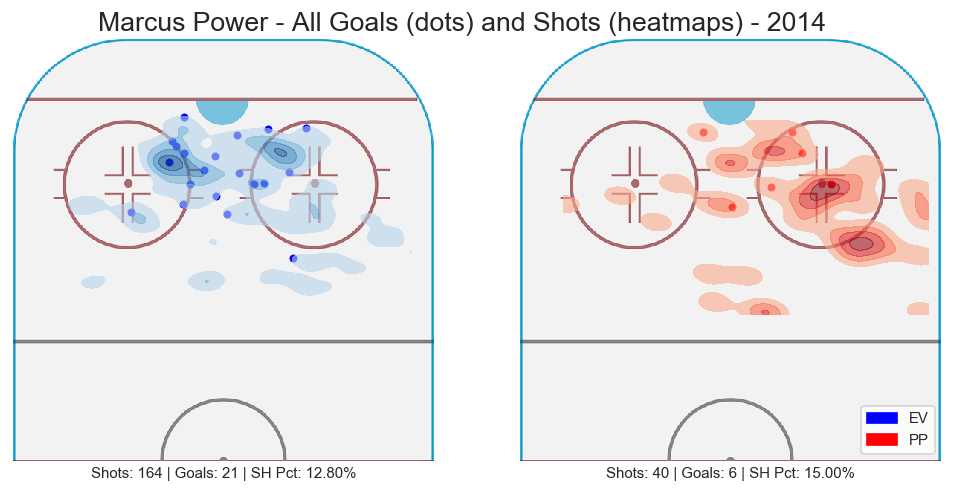 Marcus Power - All Goals (dots) and Shots (heatmaps) - 2014
EV
PP
Shots: 164 | Goals: 21 | SH Pct: 12.80%
Shots: 40 | Goals: 6 | SH Pct: 15.00%